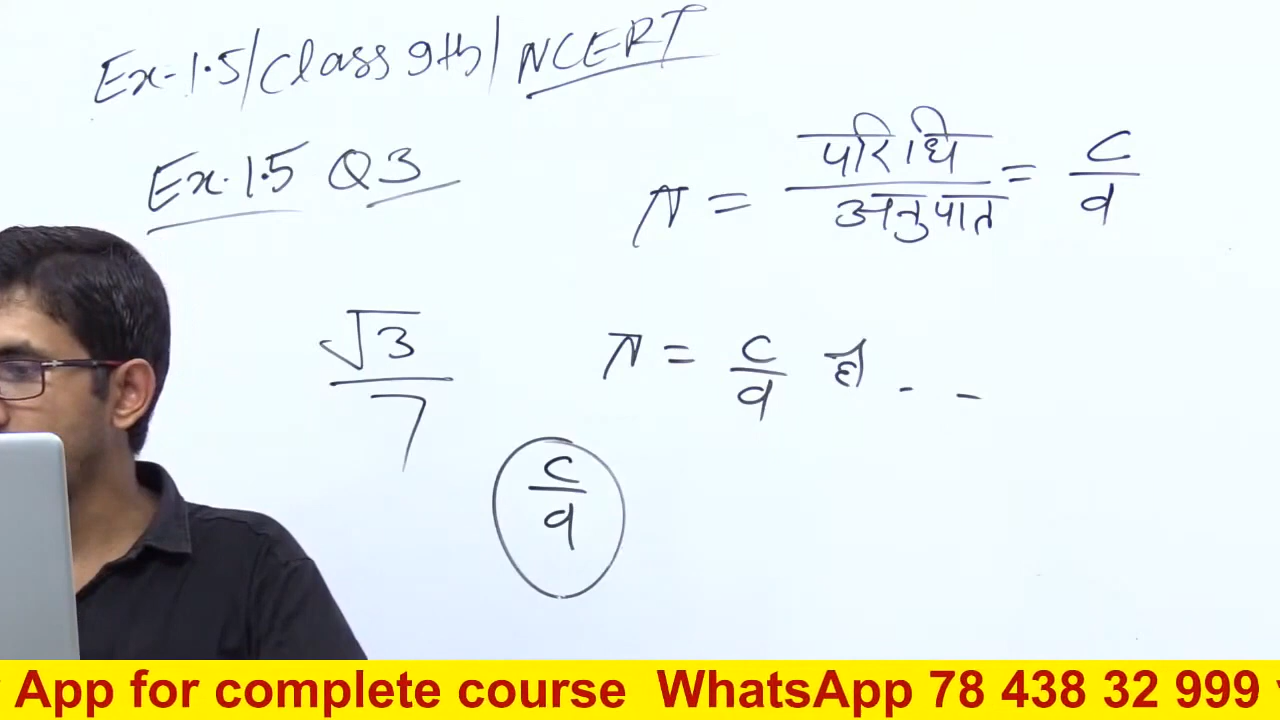 Ex-1.5/Class 9th/NCERT
Ex. 1.5 Q3
π = परिधि / अनुपात = c/q
√3/7
π = c/q हो - -
c/q
App for complete course WhatsApp 78 438 32 999